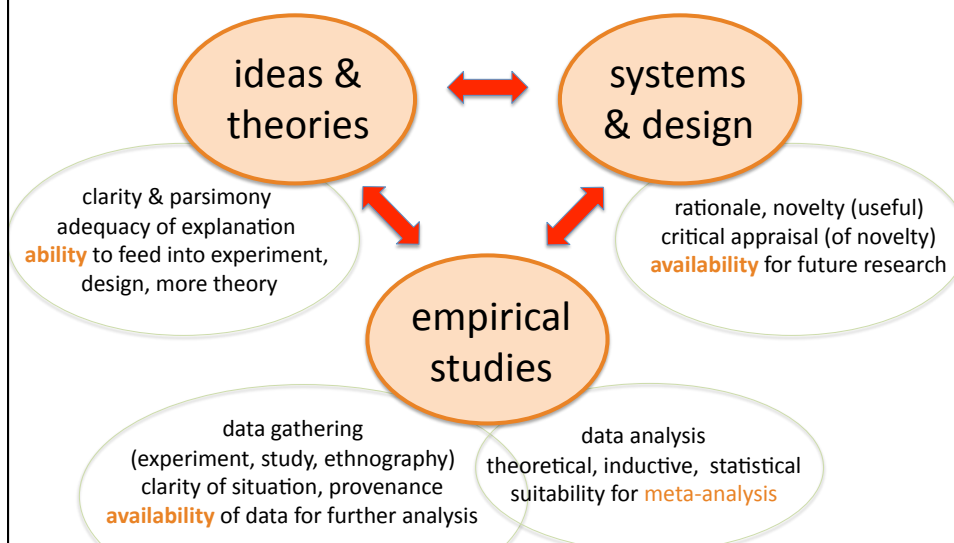 ideas &
theories
systems
& design
clarity & parsimony
adequacy of explanation
ability to feed into experiment,
design, more theory
rationale, novelty (useful)
critical appraisal (of novelty)
availability for future research
empirical
studies
data gathering
(experiment, study, ethnography)
clarity of situation, provenance
availability of data for further analysis
data analysis
theoretical, inductive,  statistical
suitability for meta-analysis